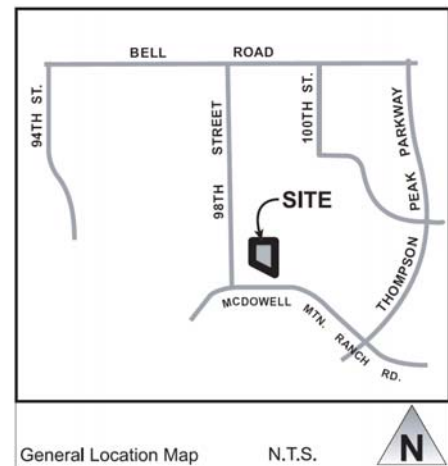 BELL ROAD
94TH ST.
98TH STREET
100TH ST.
THOMPSON PEAK PARKWAY
SITE
MCDOWELL MTN. RANCH RD.
General Location Map N.T.S. N